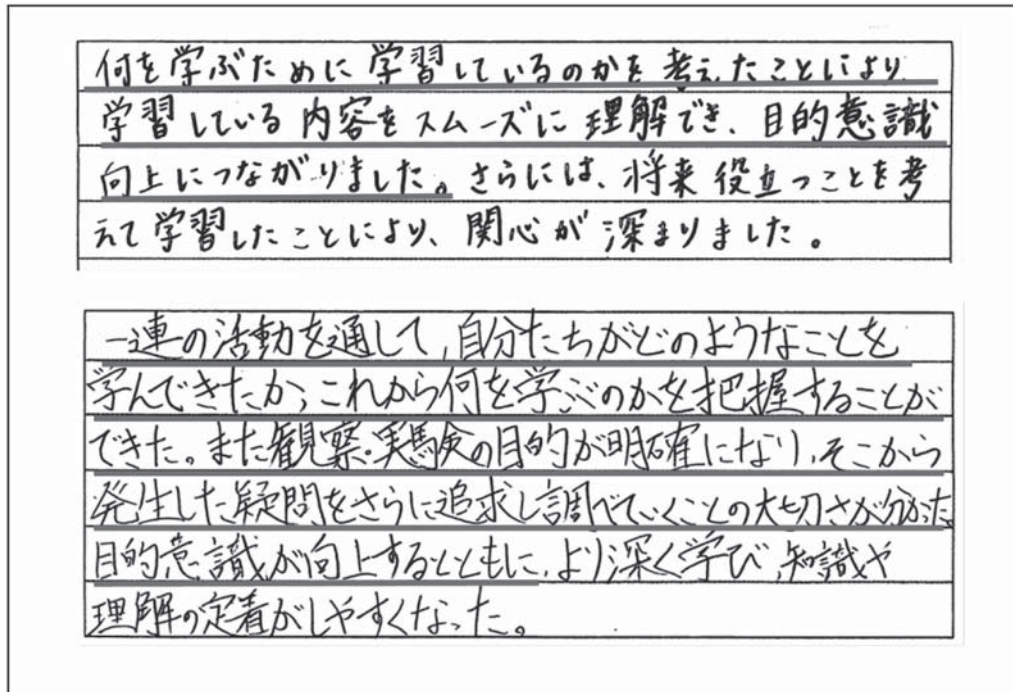 何を学ぶために学習しているのかを考えたことにより
学習している内容をスムーズに理解でき、目的意識
向上につながりました。さらには、将来役立つことを考
えて学習したことにより、関心が深まりました。
一連の活動を通して、自分たちがどのようなことを
学んできたか、これから何を学ぶのかを把握することが
できた。また観察・実験の目的が明確になり、そこから
発生した疑問をさらに追求し調べていくことの大切さが分かった。
目的意識が向上するとともに、より深く学び、知識や
理解の定着がしやすくなった。